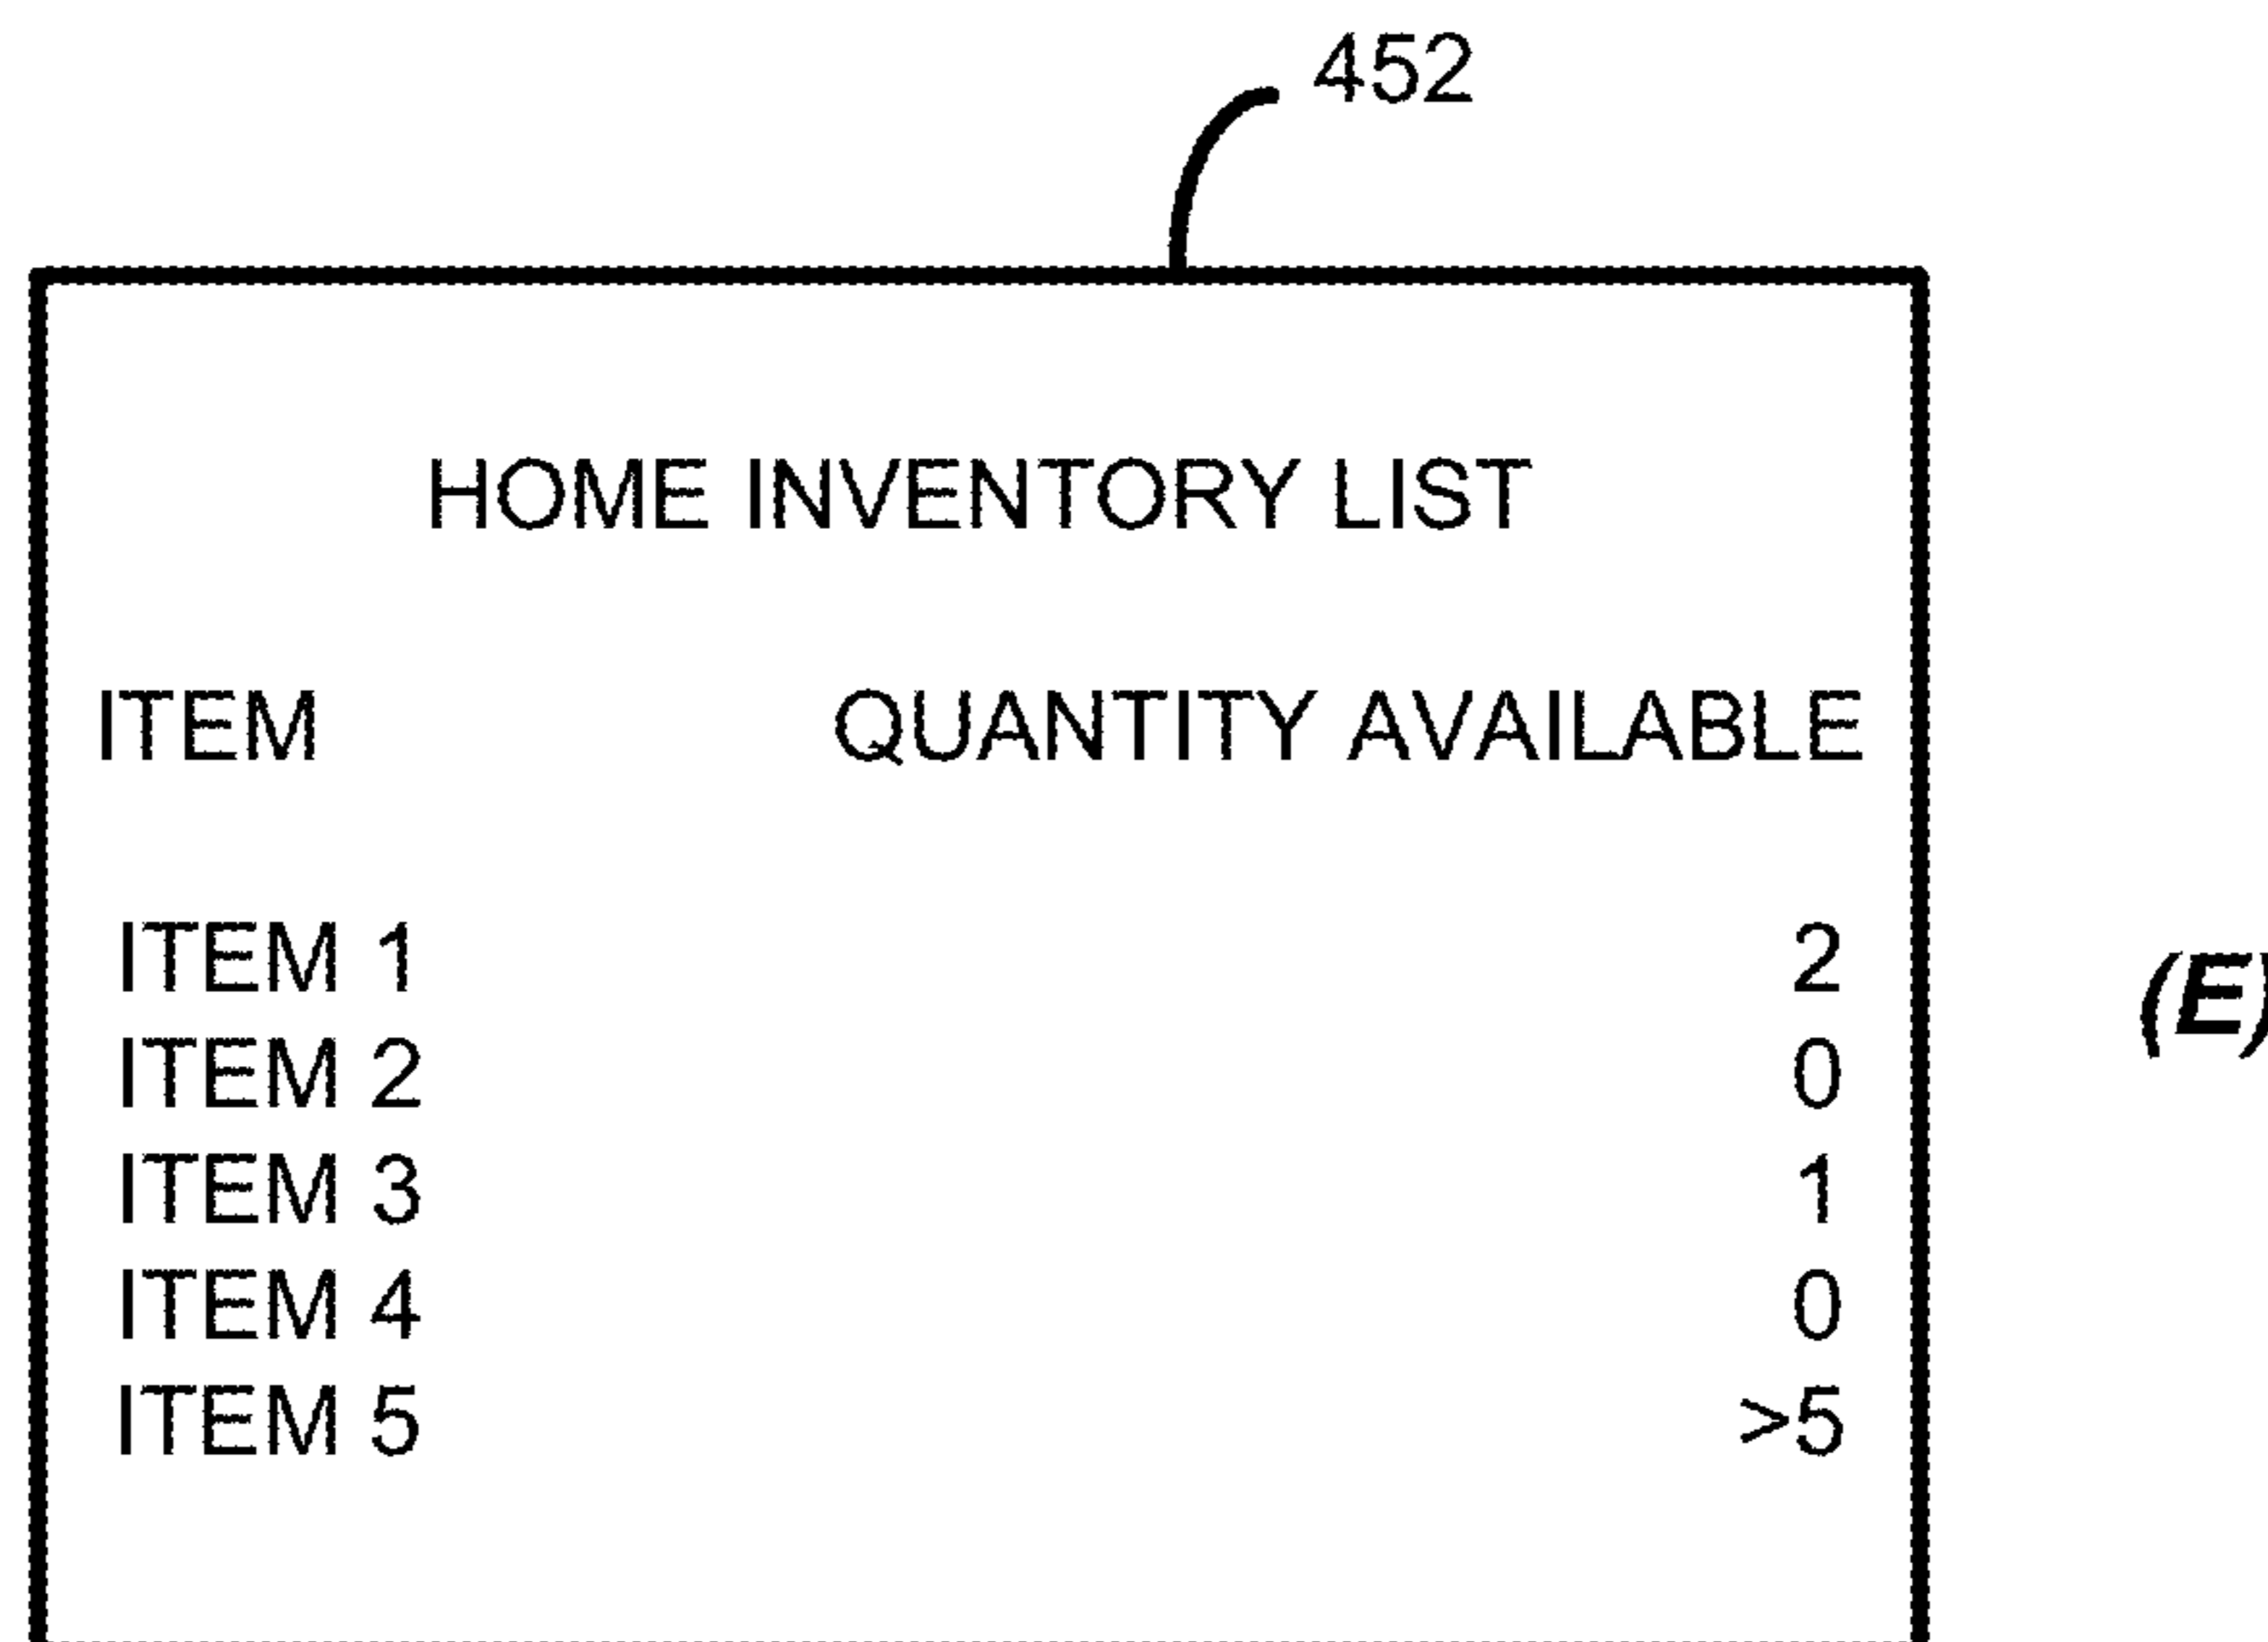 452
HOME INVENTORY LIST
ITEM QUANTITY AVAILABLE
ITEM 1 2
ITEM 2 0
(E)
ITEM 3 1
ITEM 4 0
ITEM 5 >5